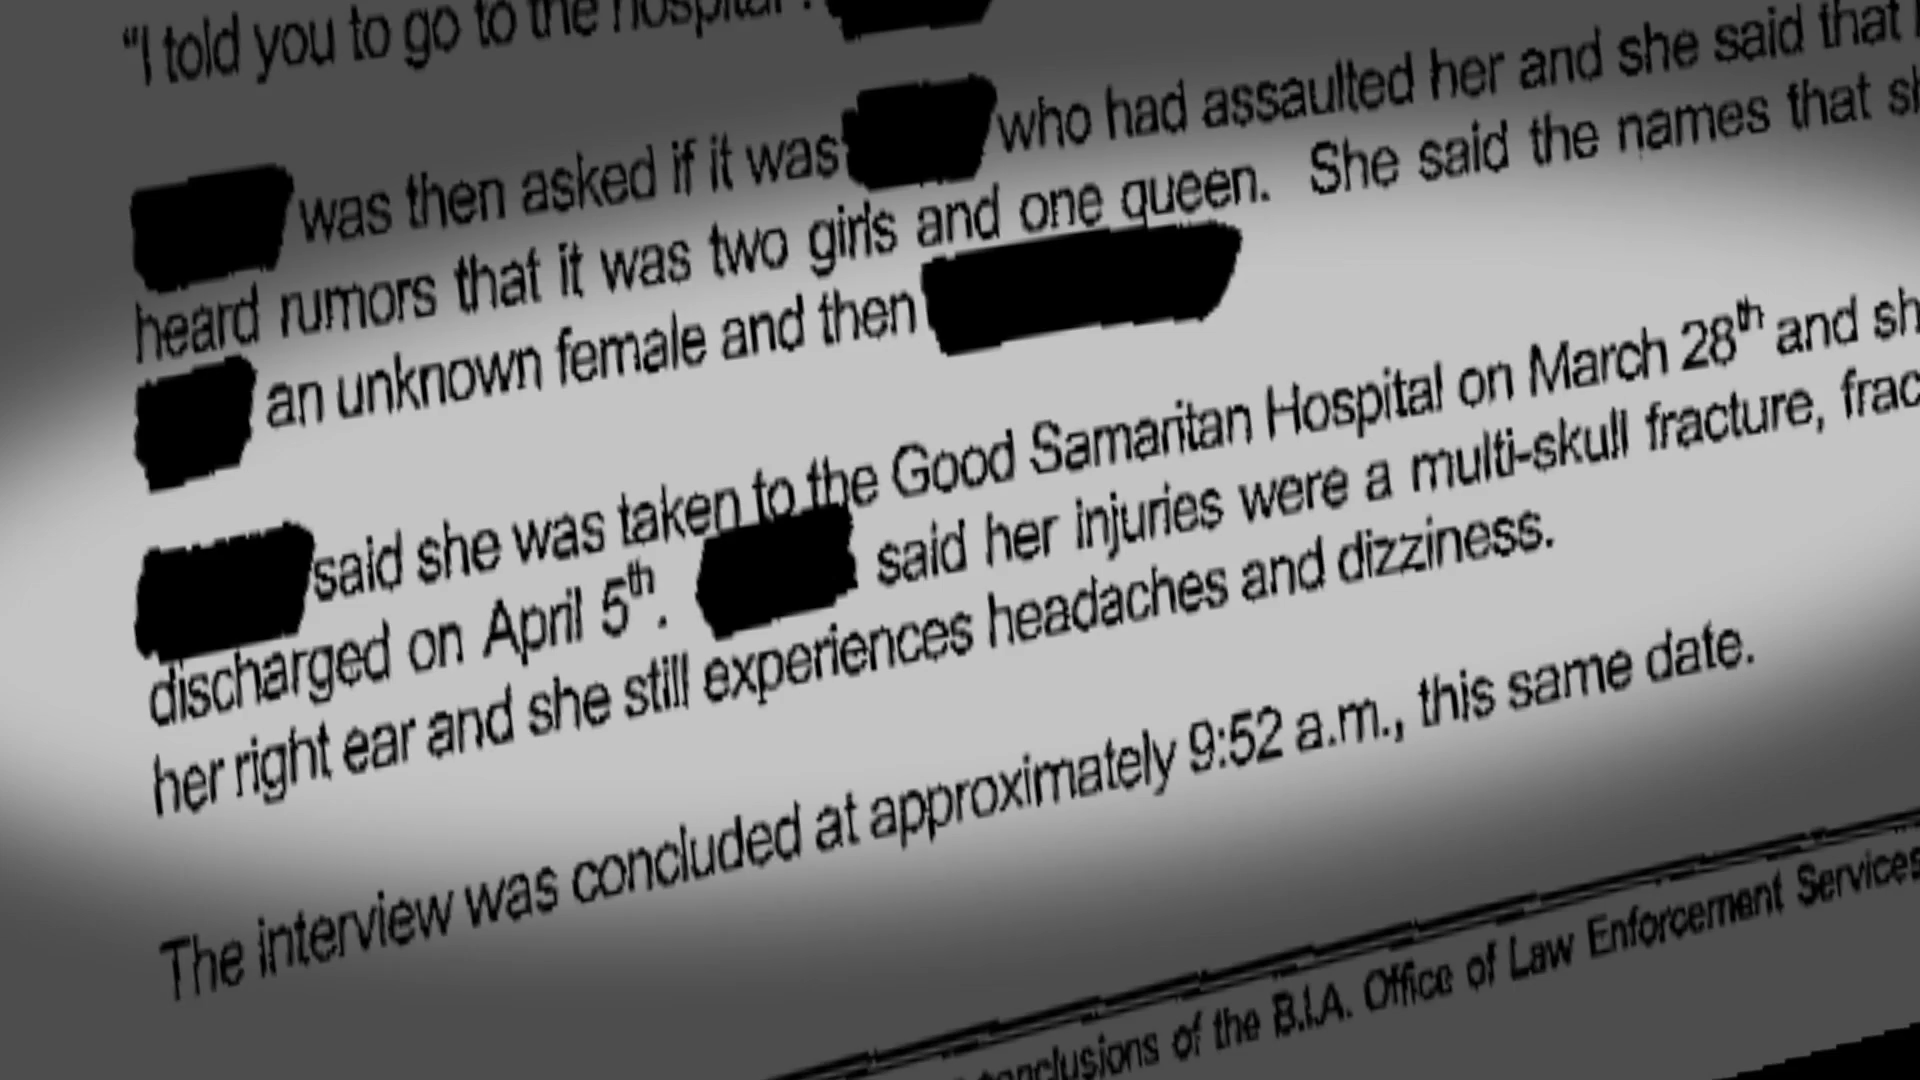 "I told you to go to the hospital".
was then asked if it was who had assaulted her and she said that
heard rumors that it was two girls and one queen. She said the names that
an unknown female and then
said she was taken to the Good Samaritan Hospital on March 28th and
discharged on April 5th. said her injuries were a multi-skull fracture,
her right ear and she still experiences headaches and dizziness.
The interview was concluded at approximately 9:52 a.m., this same date.
of the B.I.A. Office of Law Enforcement Services